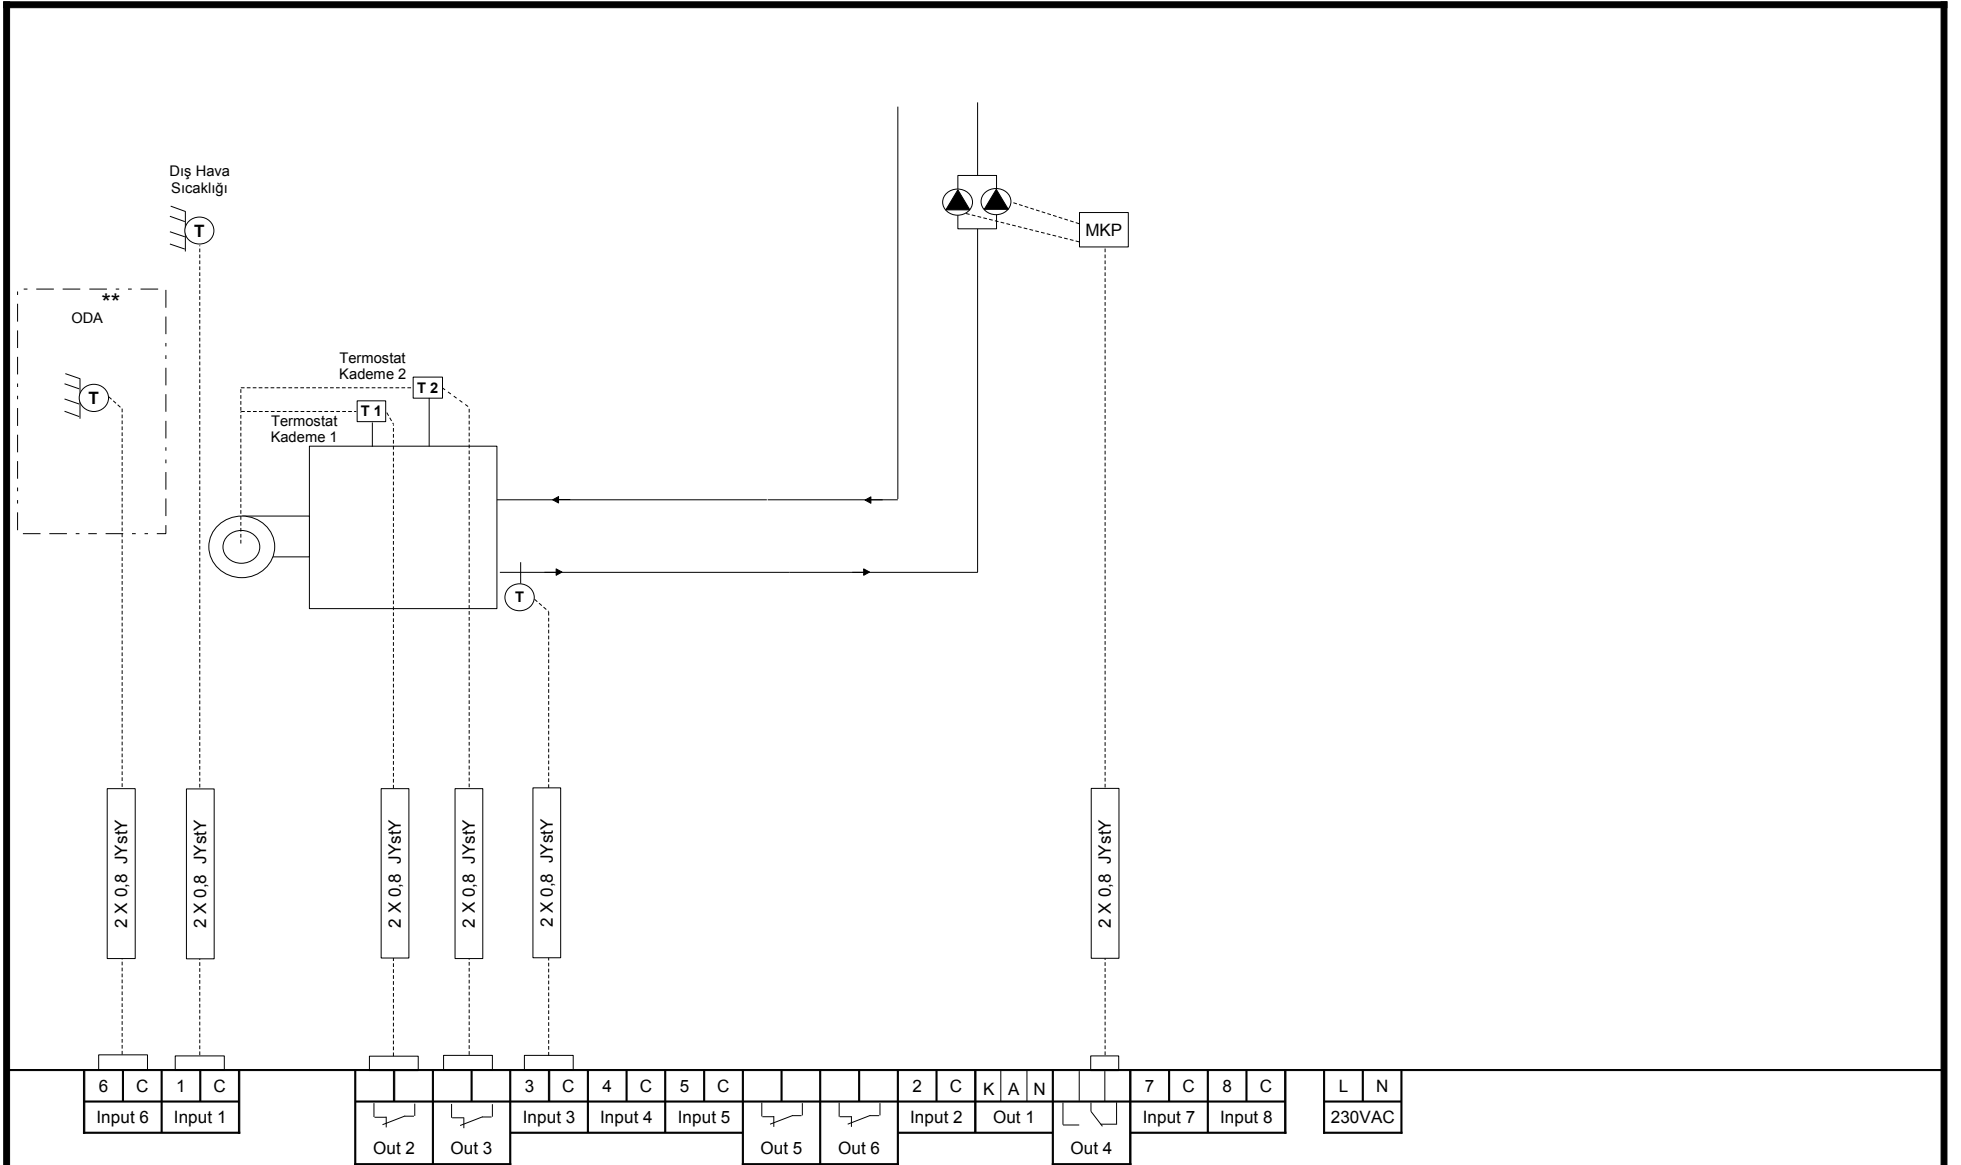 Dış Hava
Sıcaklığı
T
MKP
**
ODA
T
Termostat
Kademe 2
T 2
T 1
Termostat
Kademe 1
T
2 X 0,8 JYstY
2 X 0,8 JYstY
2 X 0,8 JYstY
2 X 0,8 JYstY
2 X 0,8 JYstY
2 X 0,8 JYstY
6 C 1 C 3 C 4 C 5 C 2 C K A N 7 C 8 C L N
Input 6 Input 1 Input 3 Input 4 Input 5 Input 2 Out 1 Input 7 Input 8 230VAC
Out 2 Out 3 Out 5 Out 6 Out 4